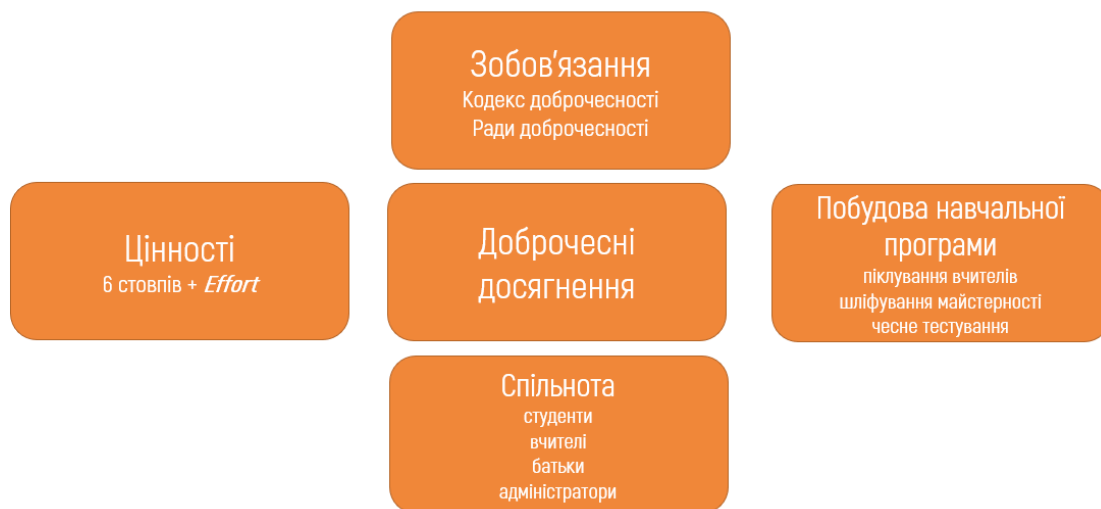 Зобов’язання
Кодекс доброчесності
Ради доброчесності
Цінності
6 стовпів + Effort
Доброчесні
досягнення
Побудова навчальної
програми
піклування вчителів
шліфування майстерності
чесне тестування
Спільнота
студенти
вчителі
батьки
адміністратори